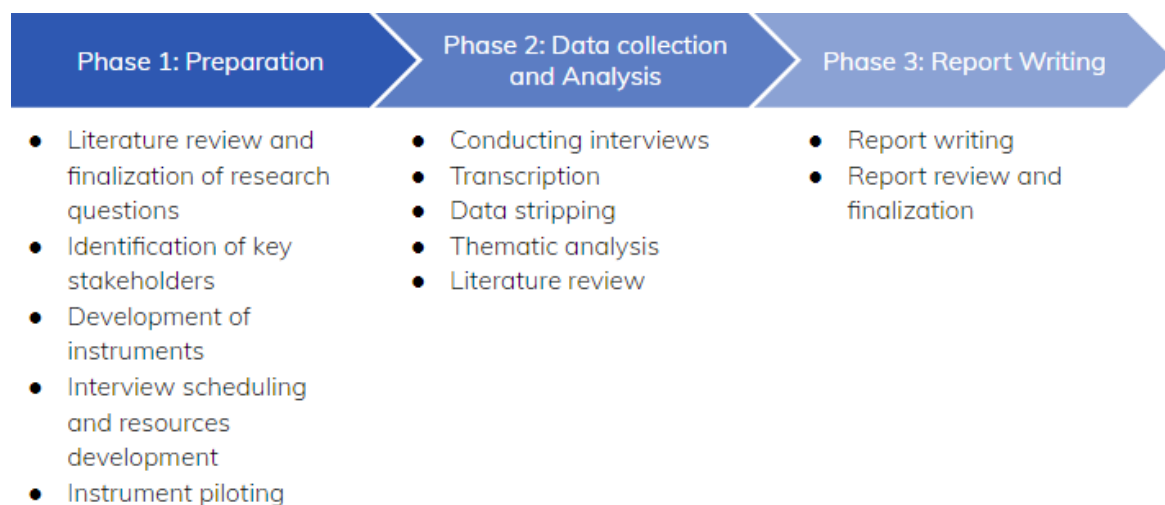 Phase 1: Preparation
Phase 2: Data collection
and Analysis
Phase 3: Report Writing
● Literature review and
finalization of research
questions
● Identification of key
stakeholders
● Development of
instruments
● Interview scheduling
and resources
development
● Instrument piloting
● Conducting interviews
● Transcription
● Data stripping
● Thematic analysis
● Literature review
● Report writing
● Report review and
finalization